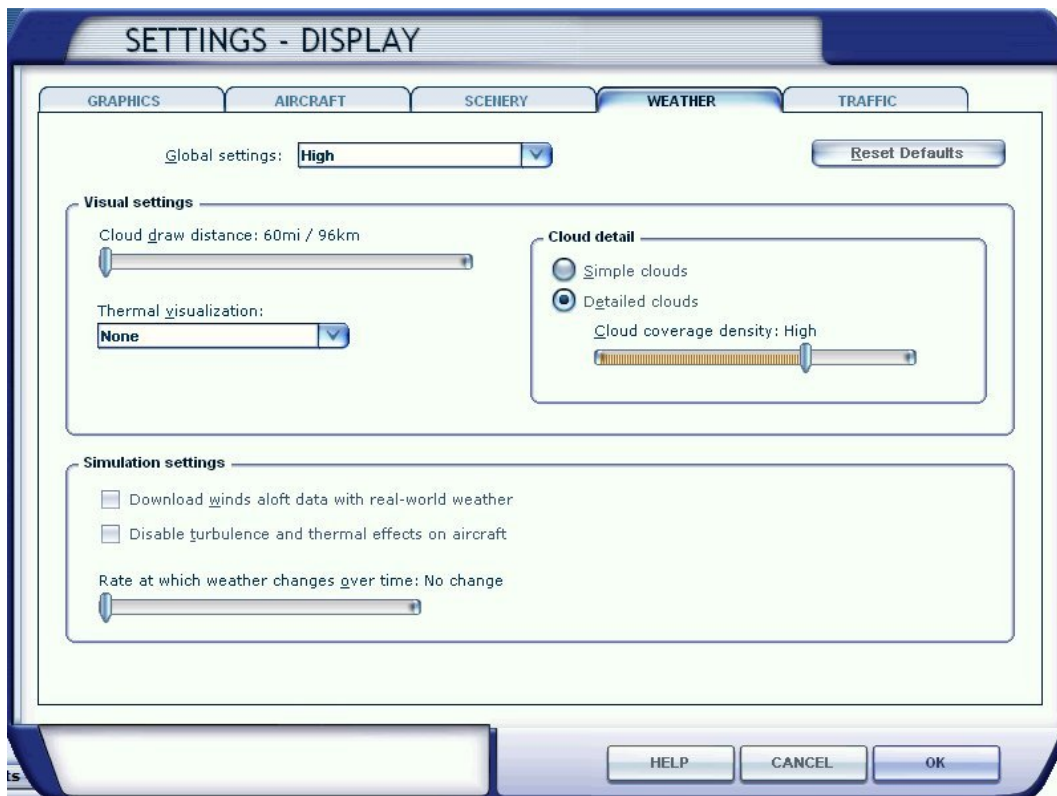 SETTINGS - DISPLAY
GRAPHICS AIRCRAFT SCENERY WEATHER TRAFFIC
Global settings: High Reset Defaults
Visual settings
Cloud draw distance: 60mi / 96km
Thermal visualization:
None
Cloud detail
Simple clouds
Detailed clouds
Cloud coverage density: High
Simulation settings
Download winds aloft data with real-world weather
Disable turbulence and thermal effects on aircraft
Rate at which weather changes over time: No change
ts
HELP CANCEL OK